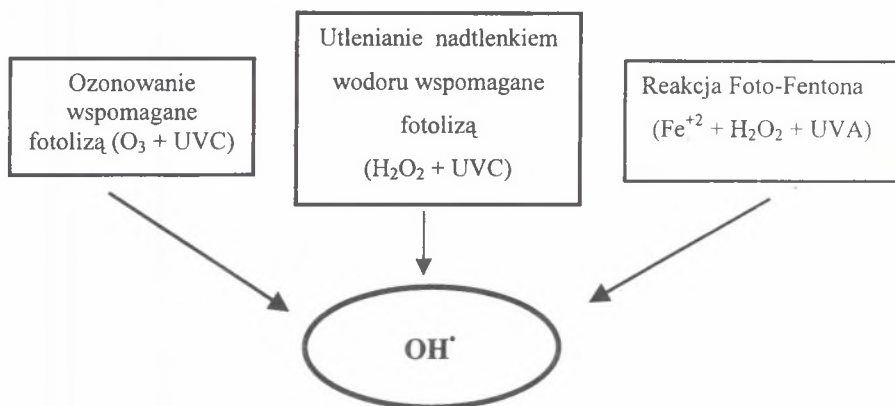 Ozonowanie
wspomagane
fotolizą (O₃ + UVC)
Utlenianie nadtlenkiem
wodoru wspomagane
fotolizą
(H₂O₂ + UVC)
Reakcja Foto-Fentona
(Fe⁺² + H₂O₂ + UVA)
OH•